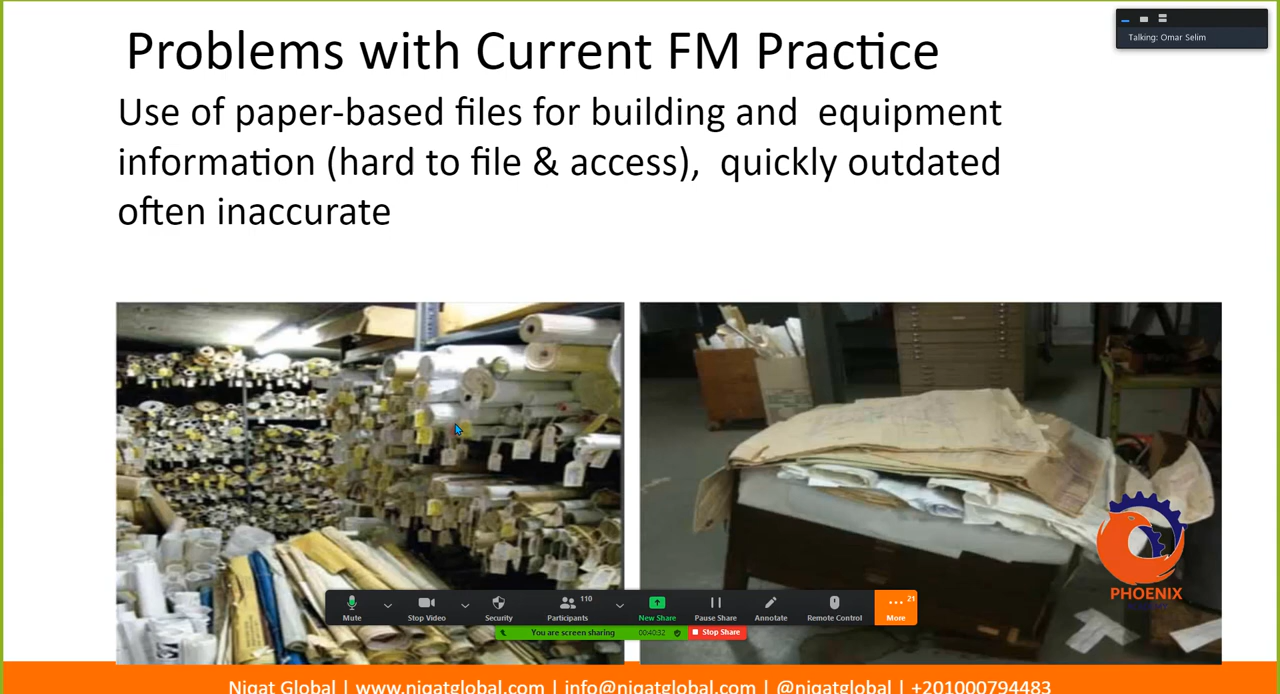 Problems with Current FM Practice
Talking: Omar Selim
Use of paper-based files for building and equipment
information (hard to file & access), quickly outdated
often inaccurate
PHOENIX
110
21
Mute
Stop Video
Security
Participants
New Share
Pause Share
Annotate
Remote Control
More
You are screen sharing
00:40:32
Stop Share
Nigat Global | www.nigatglobal.com | info@nigatglobal.com | @nigatglobal | +201000794483